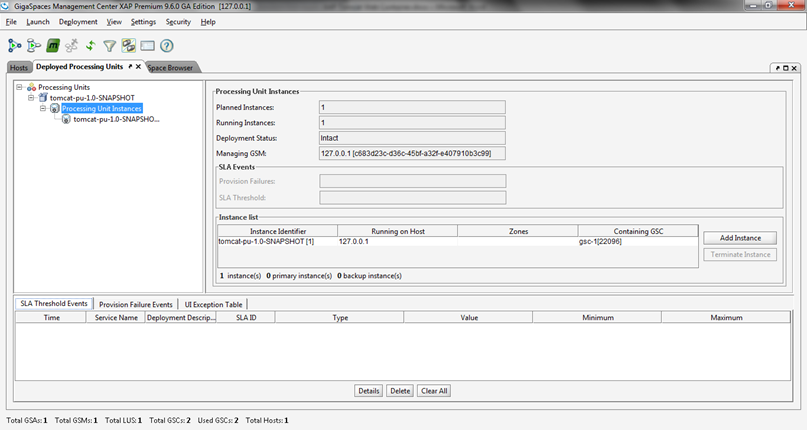 GigaSpaces Management Center XAP Premium 9.6.0 GA Edition [127.0.0.1]
File Launch Deployment View Settings Security Help
Hosts Deployed Processing Units Space Browser
Processing Units
tomcat-pu-1.0-SNAPSHOT
Processing Unit Instances
tomcat-pu-1.0-SNAPSHO...
Processing Unit Instances
Planned Instances: 1
Running Instances: 1
Deployment Status: Intact
Managing GSM: 127.0.0.1 [c683d23c-d36c-45bf-a32f-e407910b3c99]
SLA Events
Provision Failures:
SLA Threshold:
Instance list
Instance Identifier Running on Host Zones Containing GSC
tomcat-pu-1.0-SNAPSHOT [1] 127.0.0.1 gsc-1[22096]
Add Instance
Terminate Instance
1 instance(s) 0 primary instance(s) 0 backup instance(s)
SLA Threshold Events Provision Failure Events UI Exception Table
Time Service Name Deployment Descrip... SLA ID Type Value Minimum Maximum
Details Delete Clear All
Total GSAs: 1 Total GSMs: 1 Total LUS: 1 Total GSCs: 2 Used GSCs: 2 Total Hosts: 1